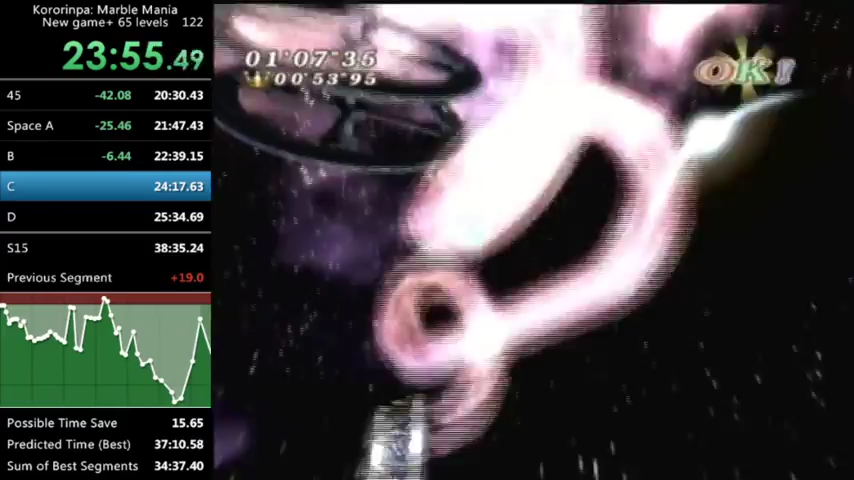 Kororinpa: Marble Mania
New game+ 65 levels 122
23:55.49
45 -42.08 20:30.43
Space A -25.46 21:47.43
B -6.44 22:39.15
C 24:17.63
D 25:34.69
S15 38:35.24
Previous Segment +19.0
Possible Time Save 15.65
Predicted Time (Best) 37:10.58
Sum of Best Segments 34:37.40
01'07"35
00'53"95
OK!